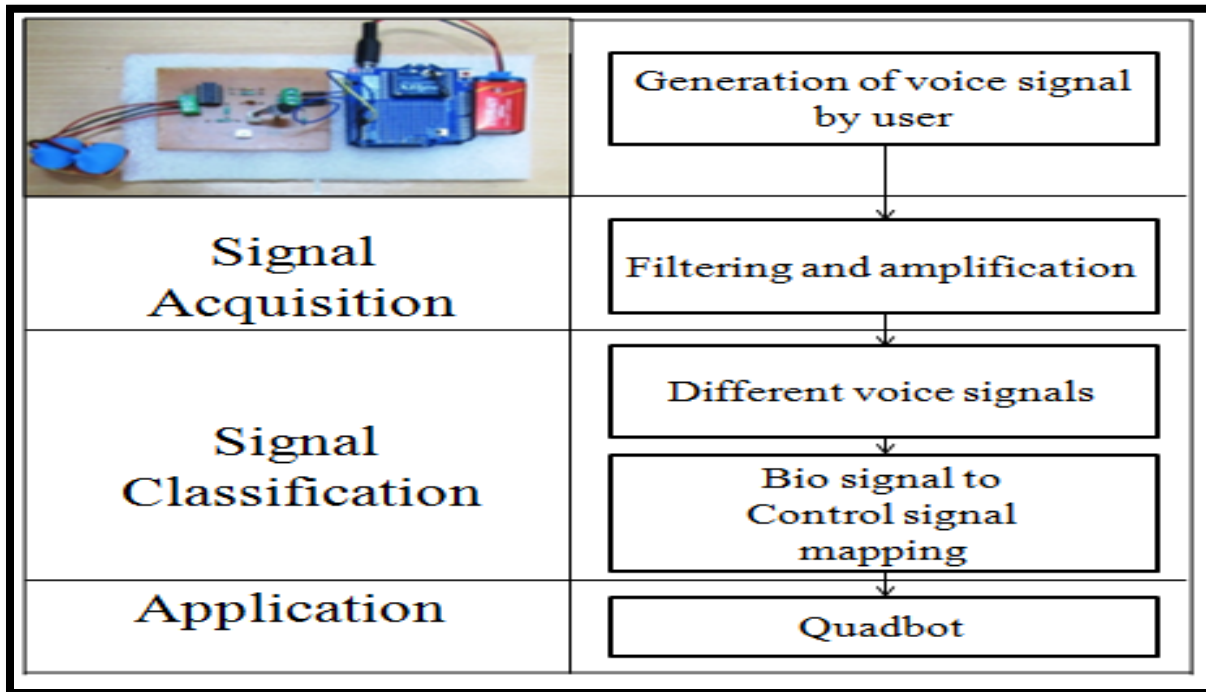 Generation of voice signal
by user
Signal
Acquisition
Filtering and amplification
Signal
Classification
Different voice signals
Bio signal to
Control signal
mapping
Application
Quadbot